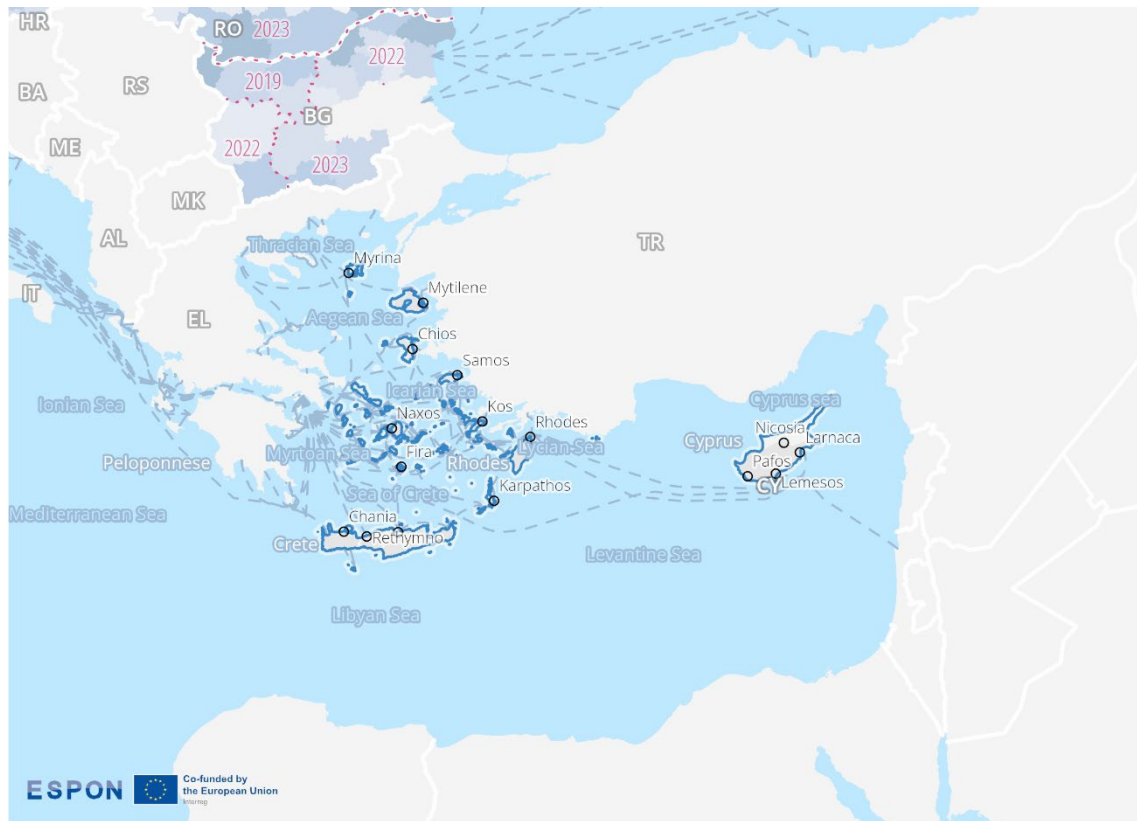 HR
RO
2023
2022
BA
RS
2019
BG
ME
2022
2023
MK
AL
Thracian Sea
TR
Myrina
IT
Mytilene
EL
Aegean Sea
Chios
Samos
Icarian Sea
Ionian Sea
Naxos
Kos
Rhodes
Cyprus sea
Nicosia
Larnaca
Cyprus
Myrtoan Sea
Fira
Lycian Sea
Peloponnese
Rhodes
Pafos
CY
Lemesos
Karpathos
Sea of Crete
Mediterranean Sea
Chania
Rethymno
Crete
Levantine Sea
Libyan Sea
ESPON
Co-funded by
the European Union
Interreg